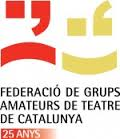 FEDERACIÓ DE GRUPS
AMATEURS DE TEATRE
DE CATALUNYA
25 ANYS